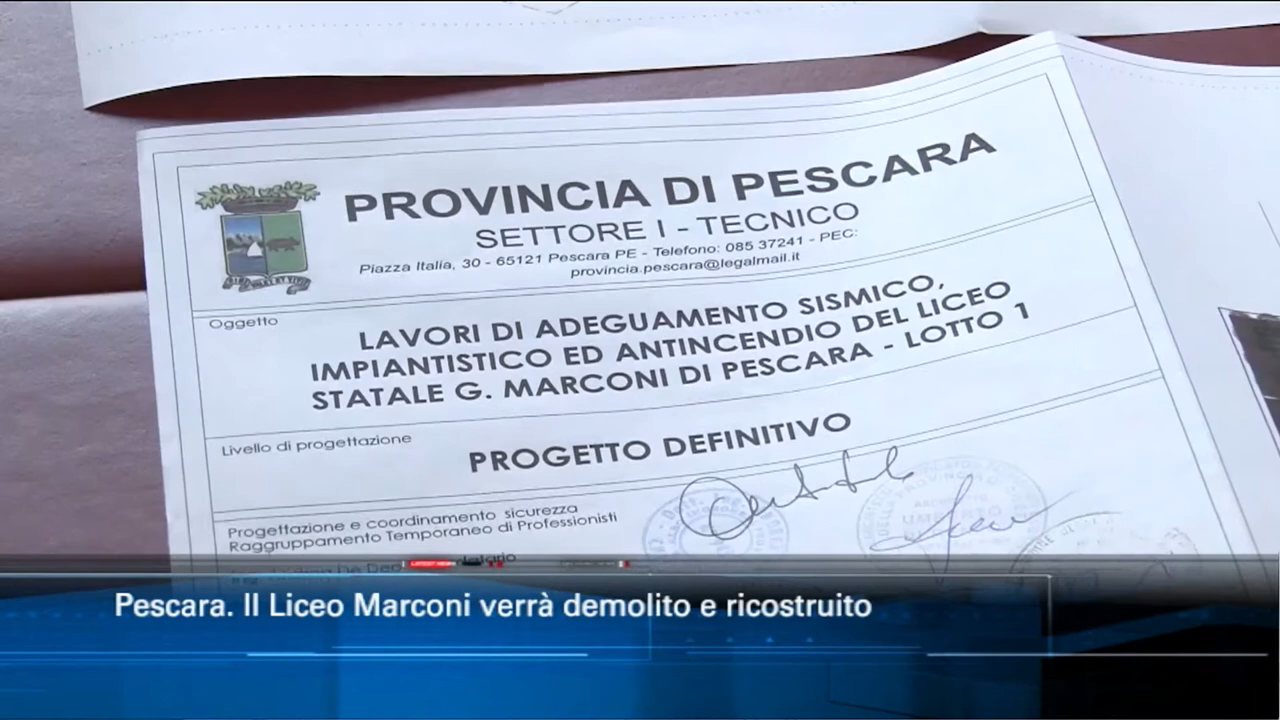 PROVINCIA DI PESCARA
SETTORE I - TECNICO
Piazza Italia, 30 - 65121 Pescara PE - Telefono: 085 37241 - PEC:
provincia.pescara@legalmail.it
Oggetto
LAVORI DI ADEGUAMENTO SISMICO,
IMPIANTISTICO ED ANTINCENDIO DEL LICEO
STATALE G. MARCONI DI PESCARA - LOTTO 1
Livello di progettazione
PROGETTO DEFINITIVO
Progettazione e coordinamento sicurezza
Raggruppamento Temporaneo di Professionisti
LATEST NEWS
Pescara. Il Liceo Marconi verrà demolito e ricostruito